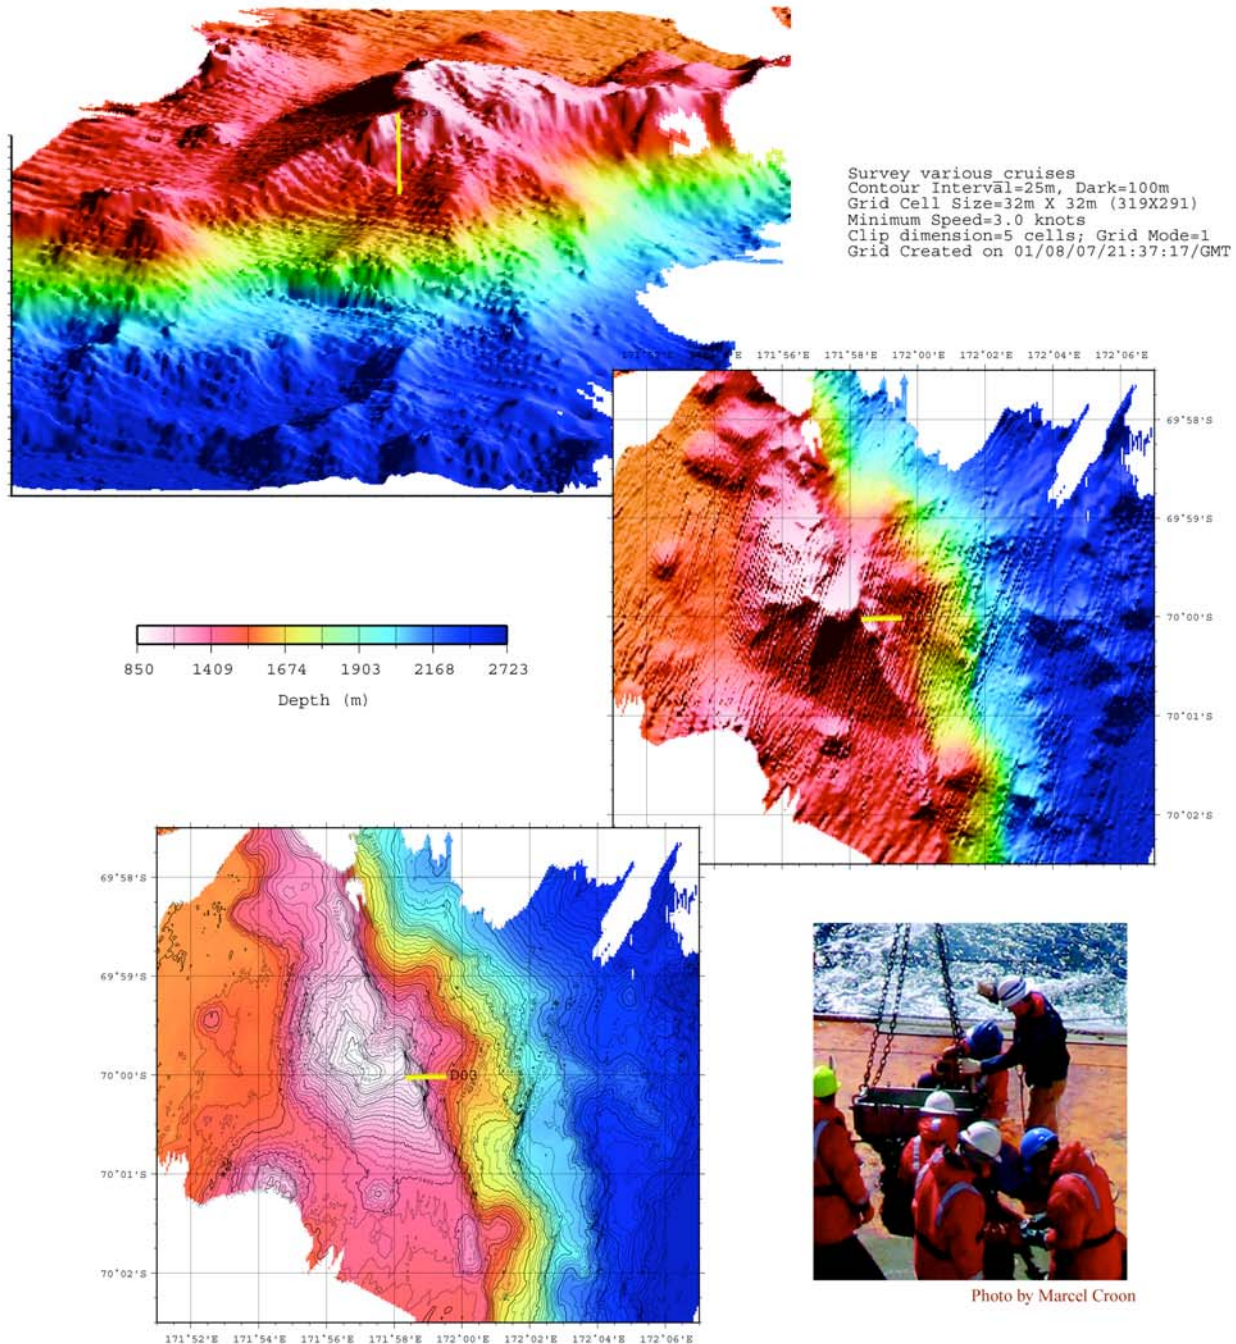 Survey various_cruises
Contour Interval=25m, Dark=100m
Grid Cell Size=32m X 32m (319X291)
Minimum Speed=3.0 knots
Clip dimension=5 cells; Grid Mode=1
Grid Created on 01/08/07/21:37:17/GMT
171°56'E 171°58'E 172°00'E 172°02'E 172°04'E 172°06'E
69°58'S
69°59'S
70°00'S
70°01'S
70°02'S
850 1409 1674 1903 2168 2723
Depth (m)
69°58'S
69°59'S
70°00'S
D03
70°01'S
70°02'S
171°52'E 171°54'E 171°56'E 171°58'E 172°00'E 172°02'E 172°04'E 172°06'E
Photo by Marcel Croon